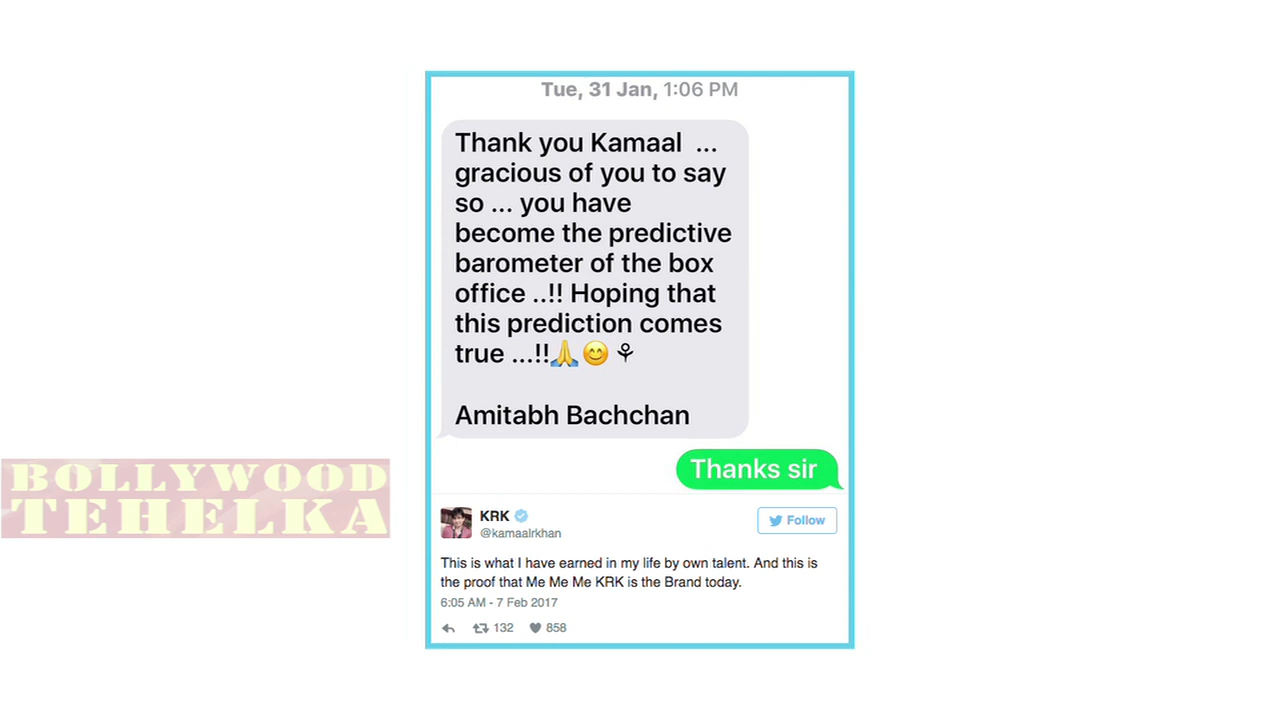 Tue, 31 Jan, 1:06 PM
Thank you Kamaal ...
gracious of you to say
so ... you have
become the predictive
barometer of the box
office ..!! Hoping that
this prediction comes
true ...!!🙏😊⚘
Amitabh Bachchan
Thanks sir
BOLLYWOOD
TEHELKA
KRK
@kamaalrkhan
Follow
This is what I have earned in my life by own talent. And this is
the proof that Me Me Me KRK is the Brand today.
6:05 AM - 7 Feb 2017
132 858